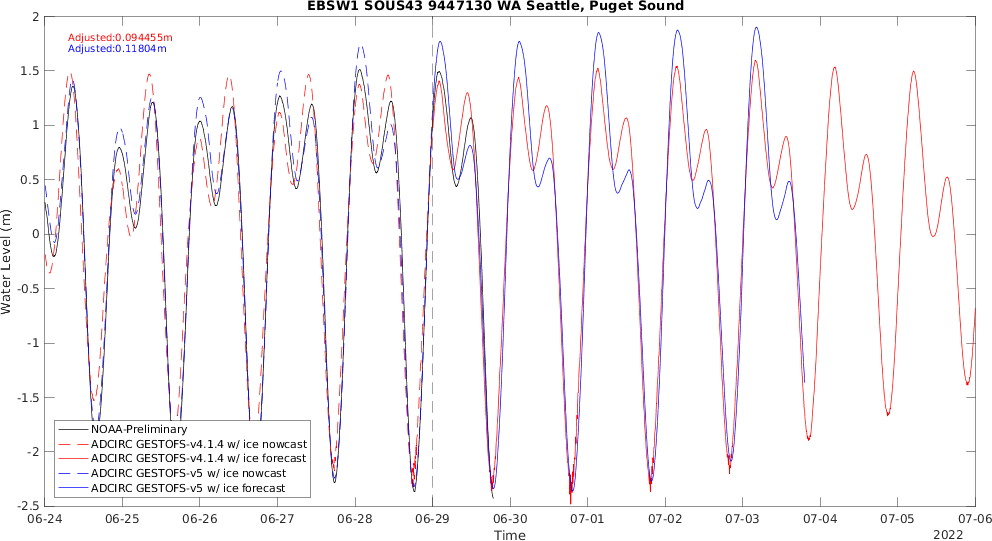 EBSW1 SOUS43 9447130 WA Seattle, Puget Sound
Adjusted:0.094455m
Adjusted:0.11804m
2
1.5
1
0.5
0
-0.5
-1
-1.5
-2
-2.5
Water Level (m)
NOAA-Preliminary
ADCIRC GESTOFS-v4.1.4 w/ ice nowcast
ADCIRC GESTOFS-v4.1.4 w/ ice forecast
ADCIRC GESTOFS-v5 w/ ice nowcast
ADCIRC GESTOFS-v5 w/ ice forecast
06-24 06-25 06-26 06-27 06-28 06-29 06-30 07-01 07-02 07-03 07-04 07-05 07-06
Time
2022